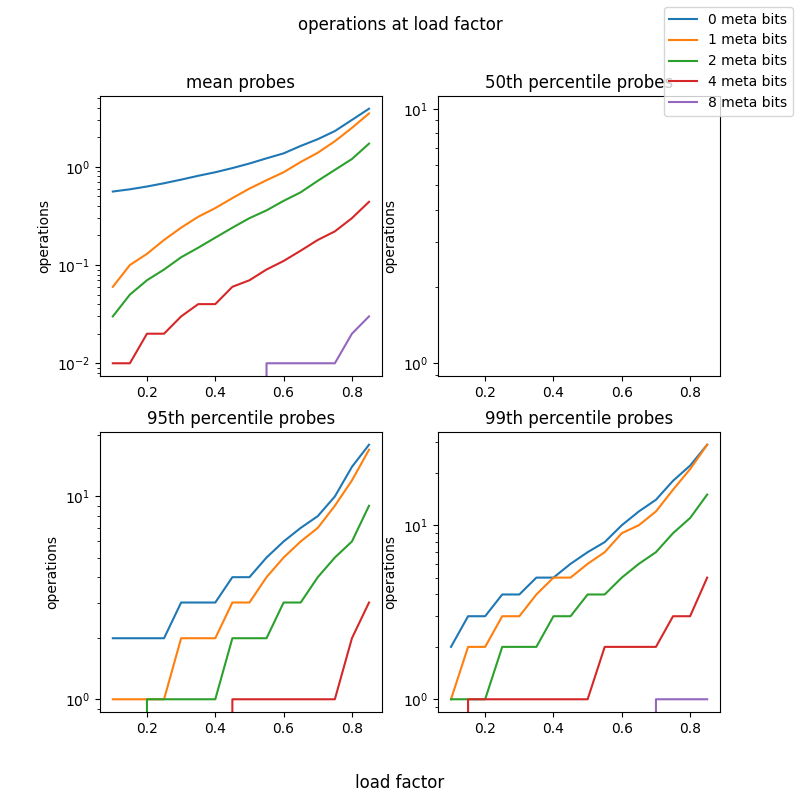 operations at load factor
0 meta bits
1 meta bits
2 meta bits
4 meta bits
8 meta bits
mean probes
operations
10⁰
10⁻¹
10⁻²
0.2 0.4 0.6 0.8
50th percentile probes
operations
10¹
10⁰
0.2 0.4 0.6 0.8
95th percentile probes
operations
10¹
10⁰
0.2 0.4 0.6 0.8
99th percentile probes
operations
10¹
10⁰
0.2 0.4 0.6 0.8
load factor